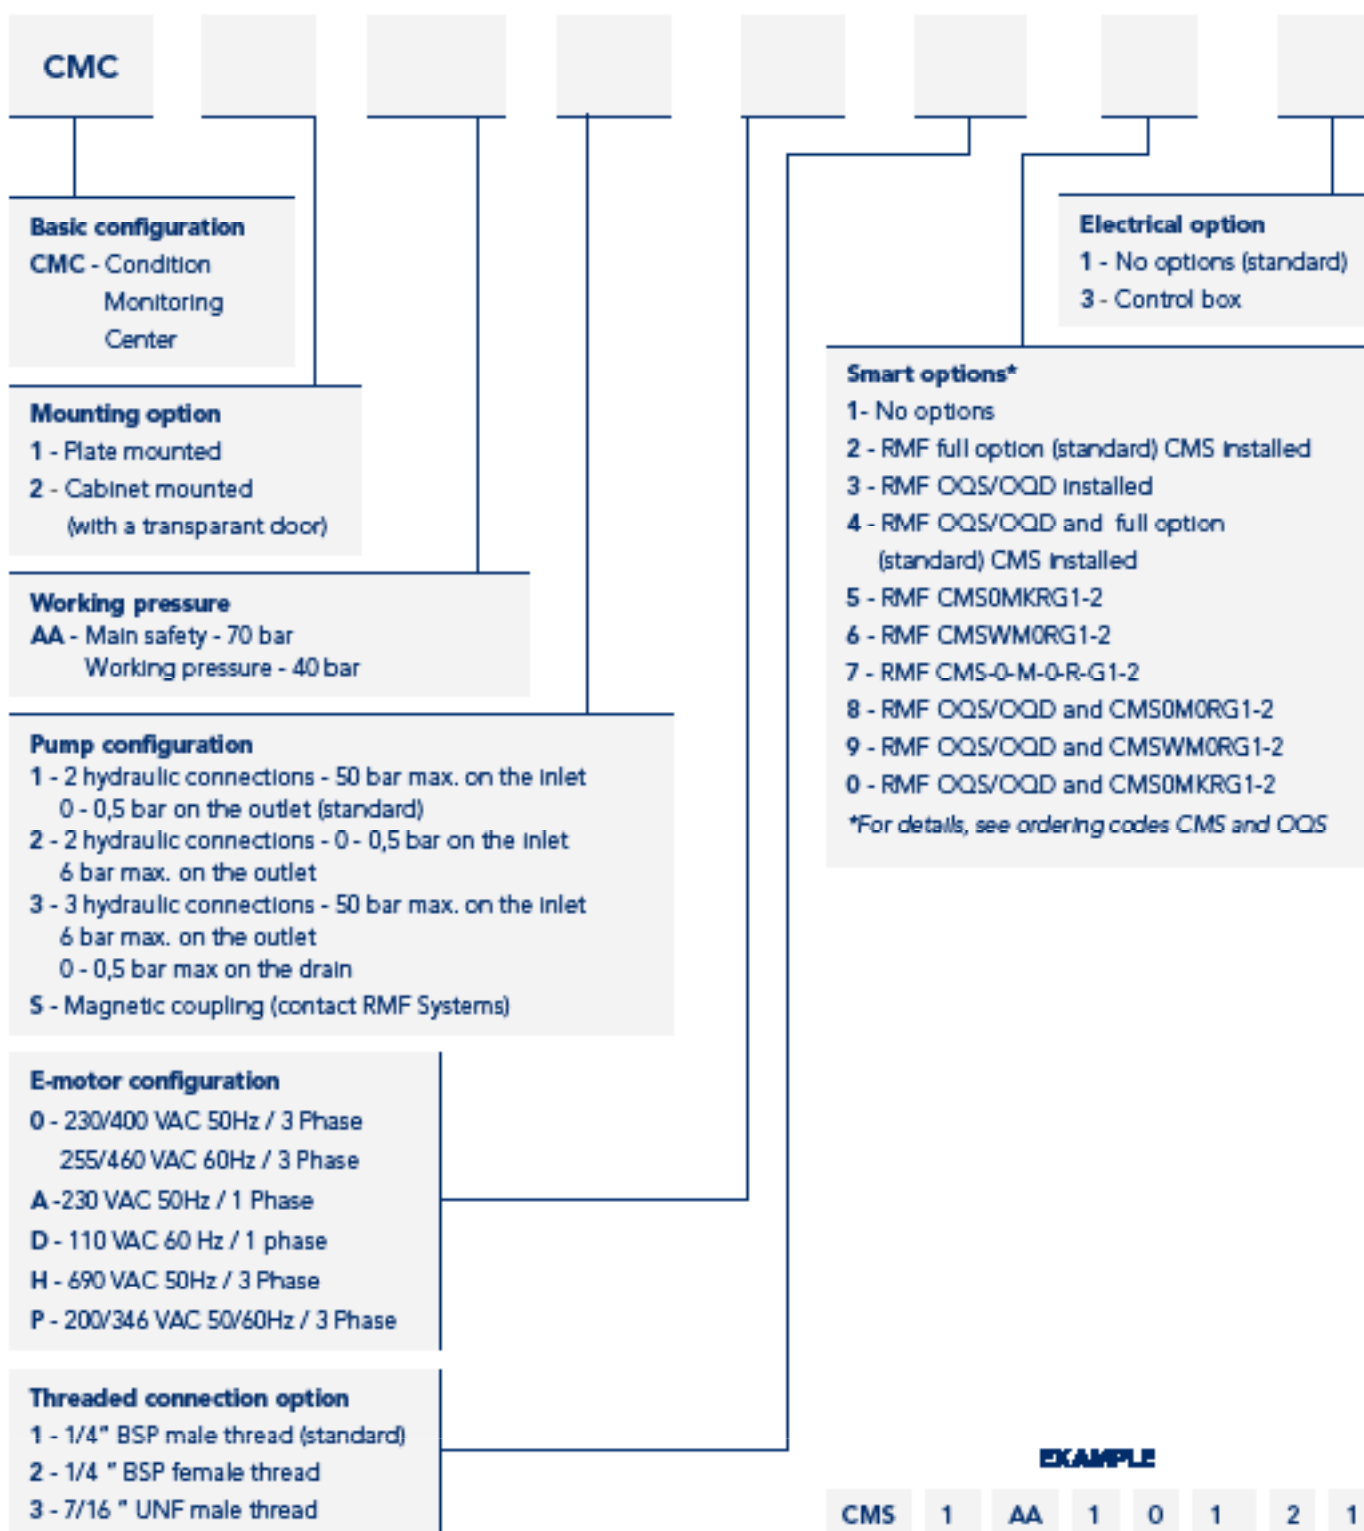 CMC
Basic configuration
CMC - Condition
Monitoring
Center
Mounting option
1 - Plate mounted
2 - Cabinet mounted
(with a transparant door)
Working pressure
AA - Main safety - 70 bar
Working pressure - 40 bar
Pump configuration
1 - 2 hydraulic connections - 50 bar max. on the inlet
0 - 0,5 bar on the outlet (standard)
2 - 2 hydraulic connections - 0 - 0,5 bar on the inlet
6 bar max. on the outlet
3 - 3 hydraulic connections - 50 bar max. on the inlet
6 bar max. on the outlet
0 - 0,5 bar max on the drain
S - Magnetic coupling (contact RMF Systems)
E-motor configuration
0 - 230/400 VAC 50Hz / 3 Phase
255/460 VAC 60Hz / 3 Phase
A -230 VAC 50Hz / 1 Phase
D - 110 VAC 60 Hz / 1 phase
H - 690 VAC 50Hz / 3 Phase
P - 200/346 VAC 50/60Hz / 3 Phase
Threaded connection option
1 - 1/4" BSP male thread (standard)
2 - 1/4 " BSP female thread
3 - 7/16 " UNF male thread
Electrical option
1 - No options (standard)
3 - Control box
Smart options*
1- No options
2 - RMF full option (standard) CMS installed
3 - RMF OQS/OQD installed
4 - RMF OQS/OQD and full option
(standard) CMS installed
5 - RMF CMS0MKRG1-2
6 - RMF CMSWM0RG1-2
7 - RMF CMS-0-M-0-R-G1-2
8 - RMF OQS/OQD and CMS0M0RG1-2
9 - RMF OQS/OQD and CMSWM0RG1-2
0 - RMF OQS/OQD and CMS0MKRG1-2
*For details, see ordering codes CMS and OQS
EXAMPLE
CMS 1 AA 1 0 1 2 1